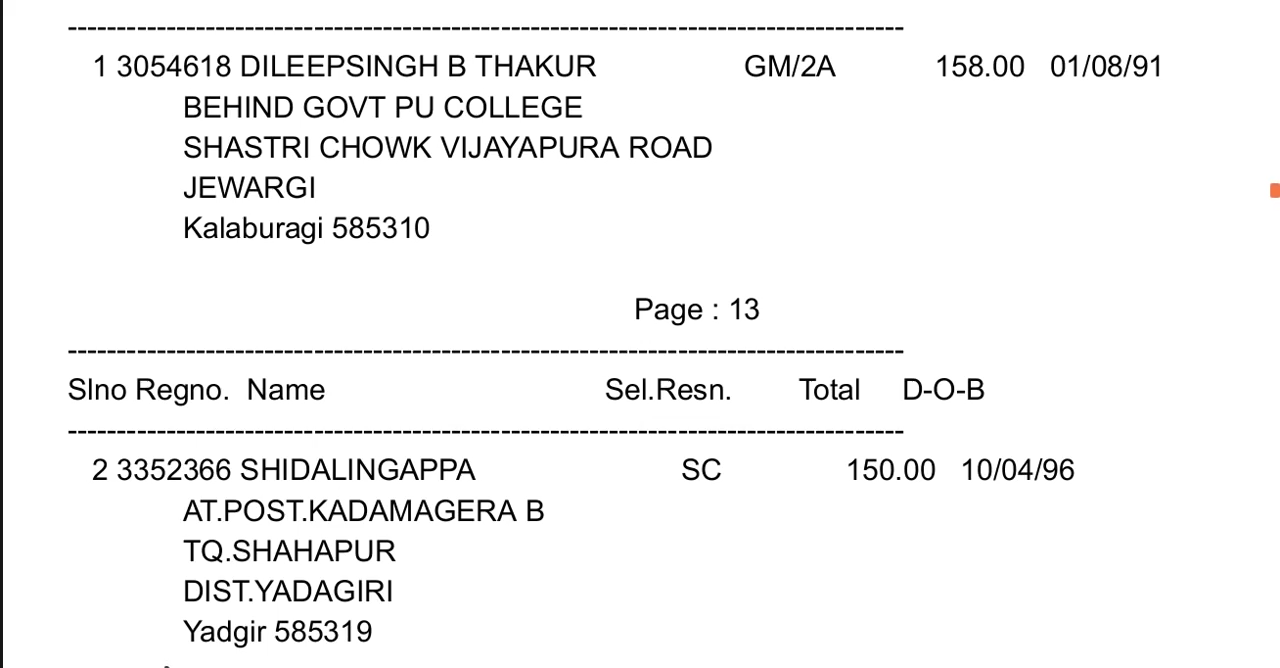 1 3054618 DILEEPSINGH B THAKUR GM/2A 158.00 01/08/91
BEHIND GOVT PU COLLEGE
SHASTRI CHOWK VIJAYAPURA ROAD
JEWARGI
Kalaburagi 585310
Page : 13
Slno Regno. Name Sel.Resn. Total D-O-B
2 3352366 SHIDALINGAPPA SC 150.00 10/04/96
AT.POST.KADAMAGERA B
TQ.SHAHAPUR
DIST.YADAGIRI
Yadgir 585319